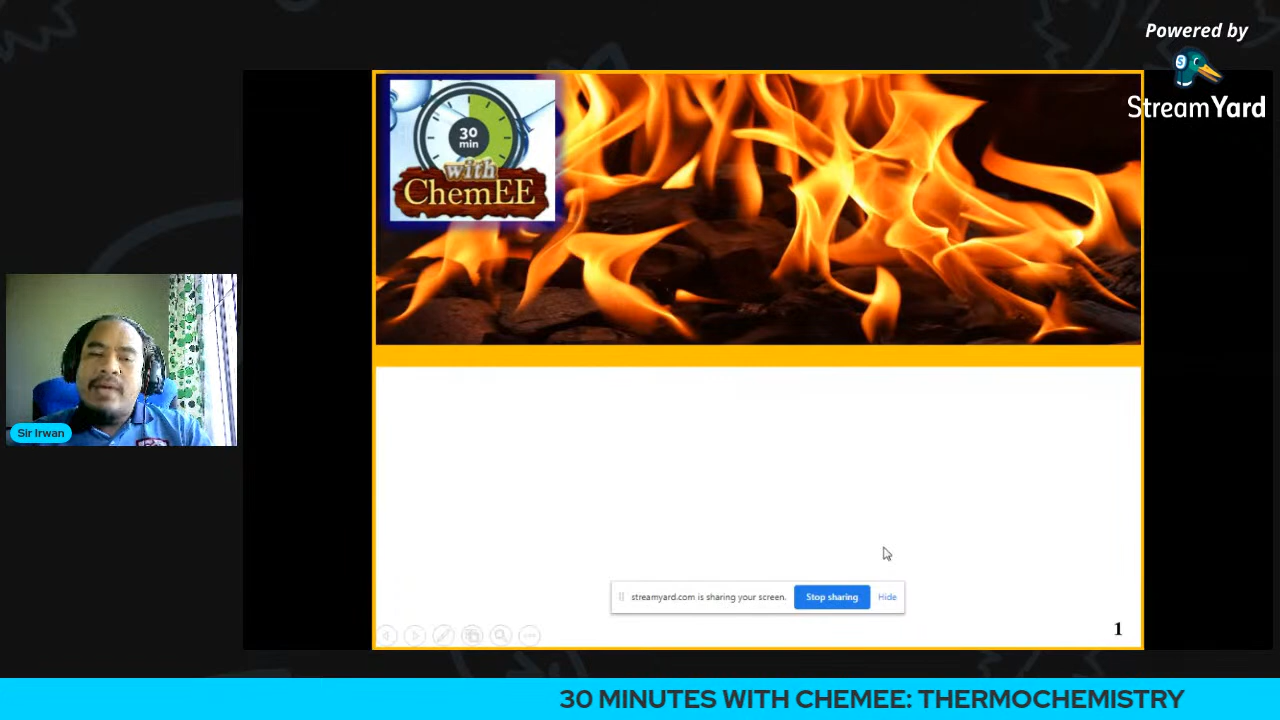 Powered by
StreamYard
30
min
with
ChemEE
Sir Irwan
streamyard.com is sharing your screen.
Stop sharing
Hide
1
30 MINUTES WITH CHEMEE: THERMOCHEMISTRY